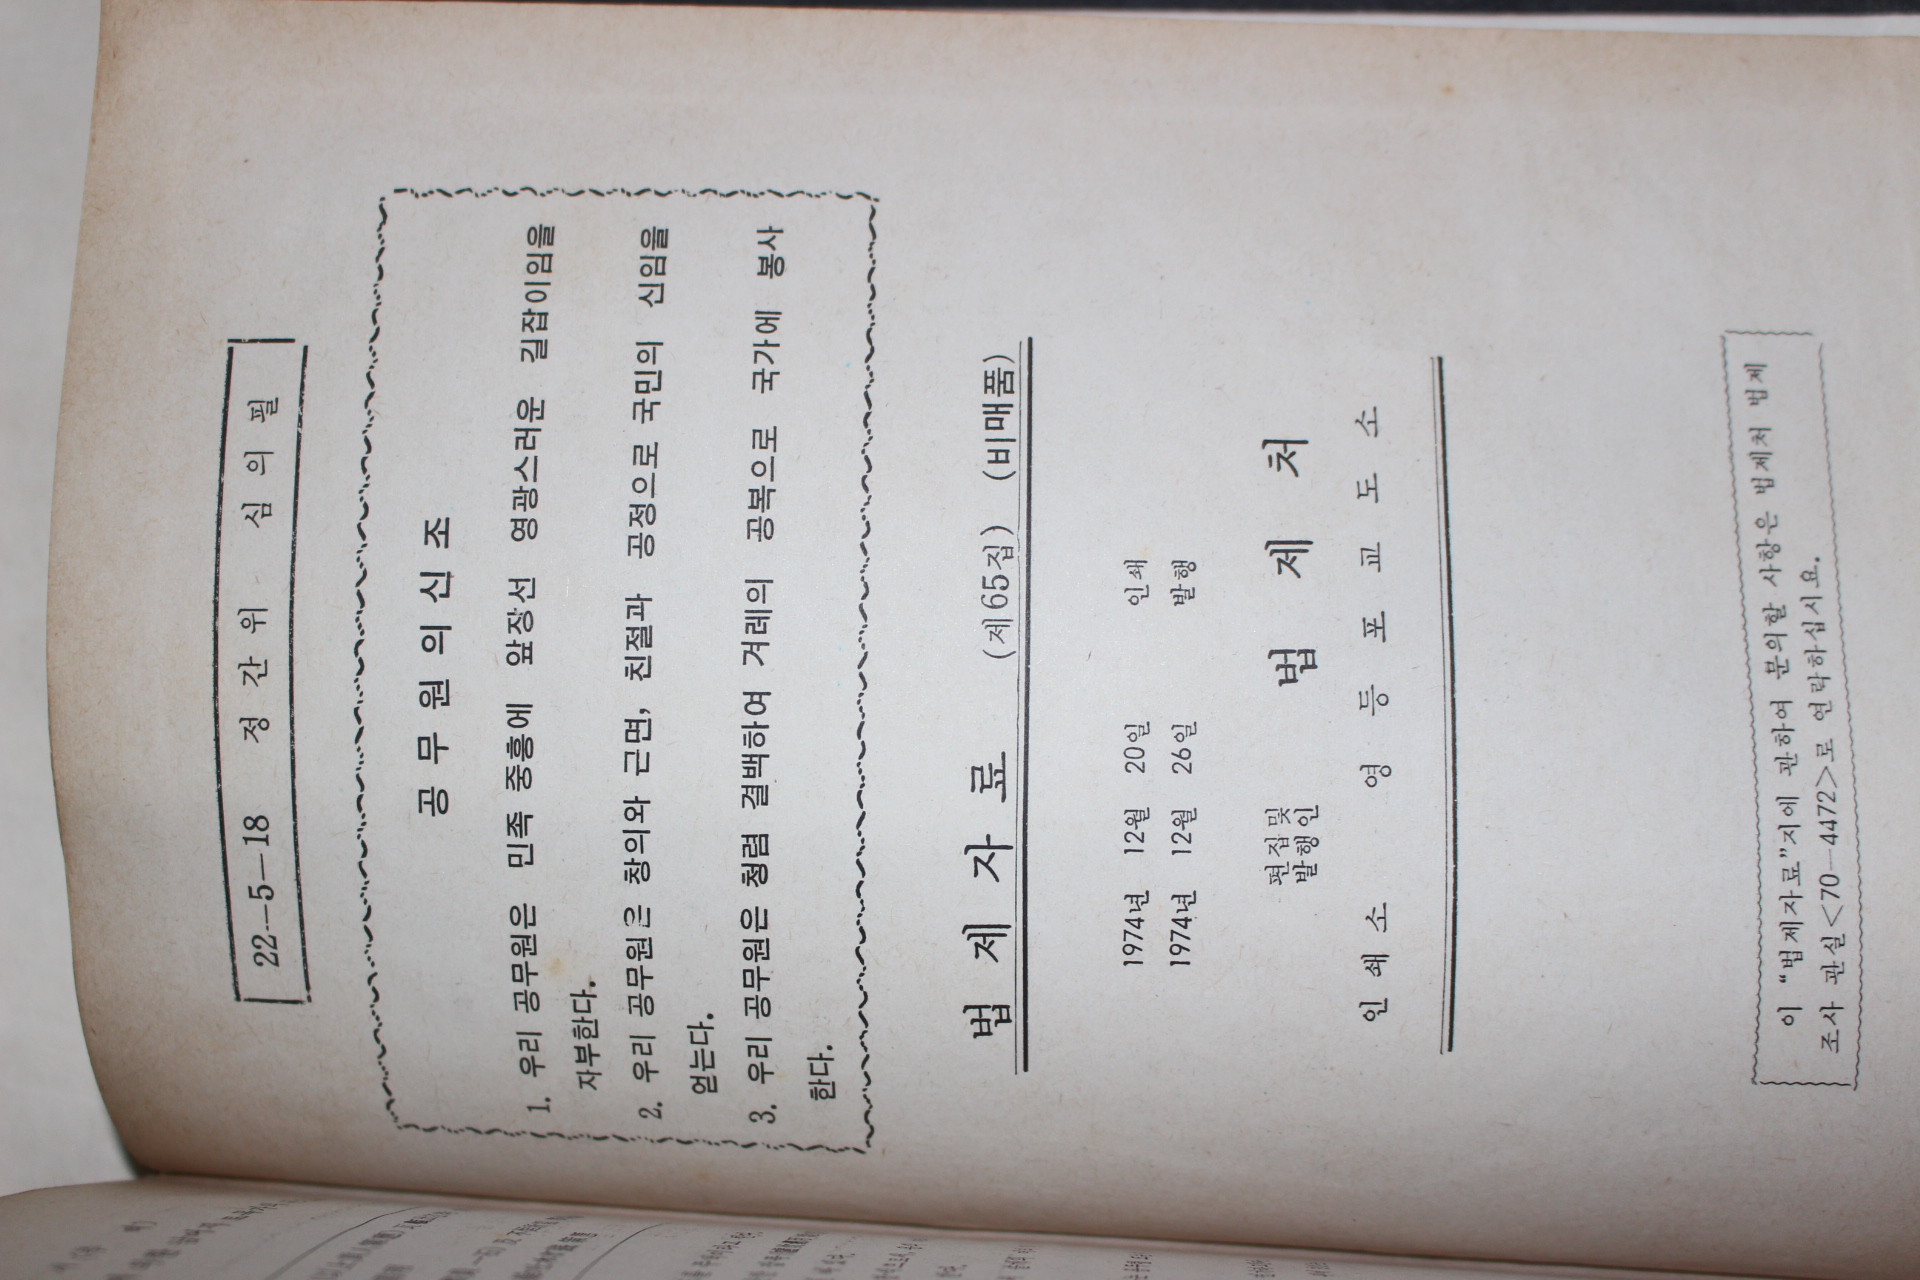 22—5—18 정간위 심의필
공무원의신조
1. 우리 공무원은 민족 중흥에 앞장선 영광스러운 길잡이임을
자부한다.
2. 우리 공무원은 창의와 근면, 친절과 공정으로 국민의 신임을
얻는다.
3. 우리 공무원은 청렴 결백하여 겨레의 공복으로 국가에 봉사
한다.
법제자료 (제65집) (비매품)
1974년 12월 20일 인쇄
1974년 12월 26일 발행
편집및
발행인 법제처
인쇄소 영등포교도소
이 “법제자료”지에 관하여 문의할 사항은 법제처 법제
조사 관실<70—4472>로 연락하십시요.